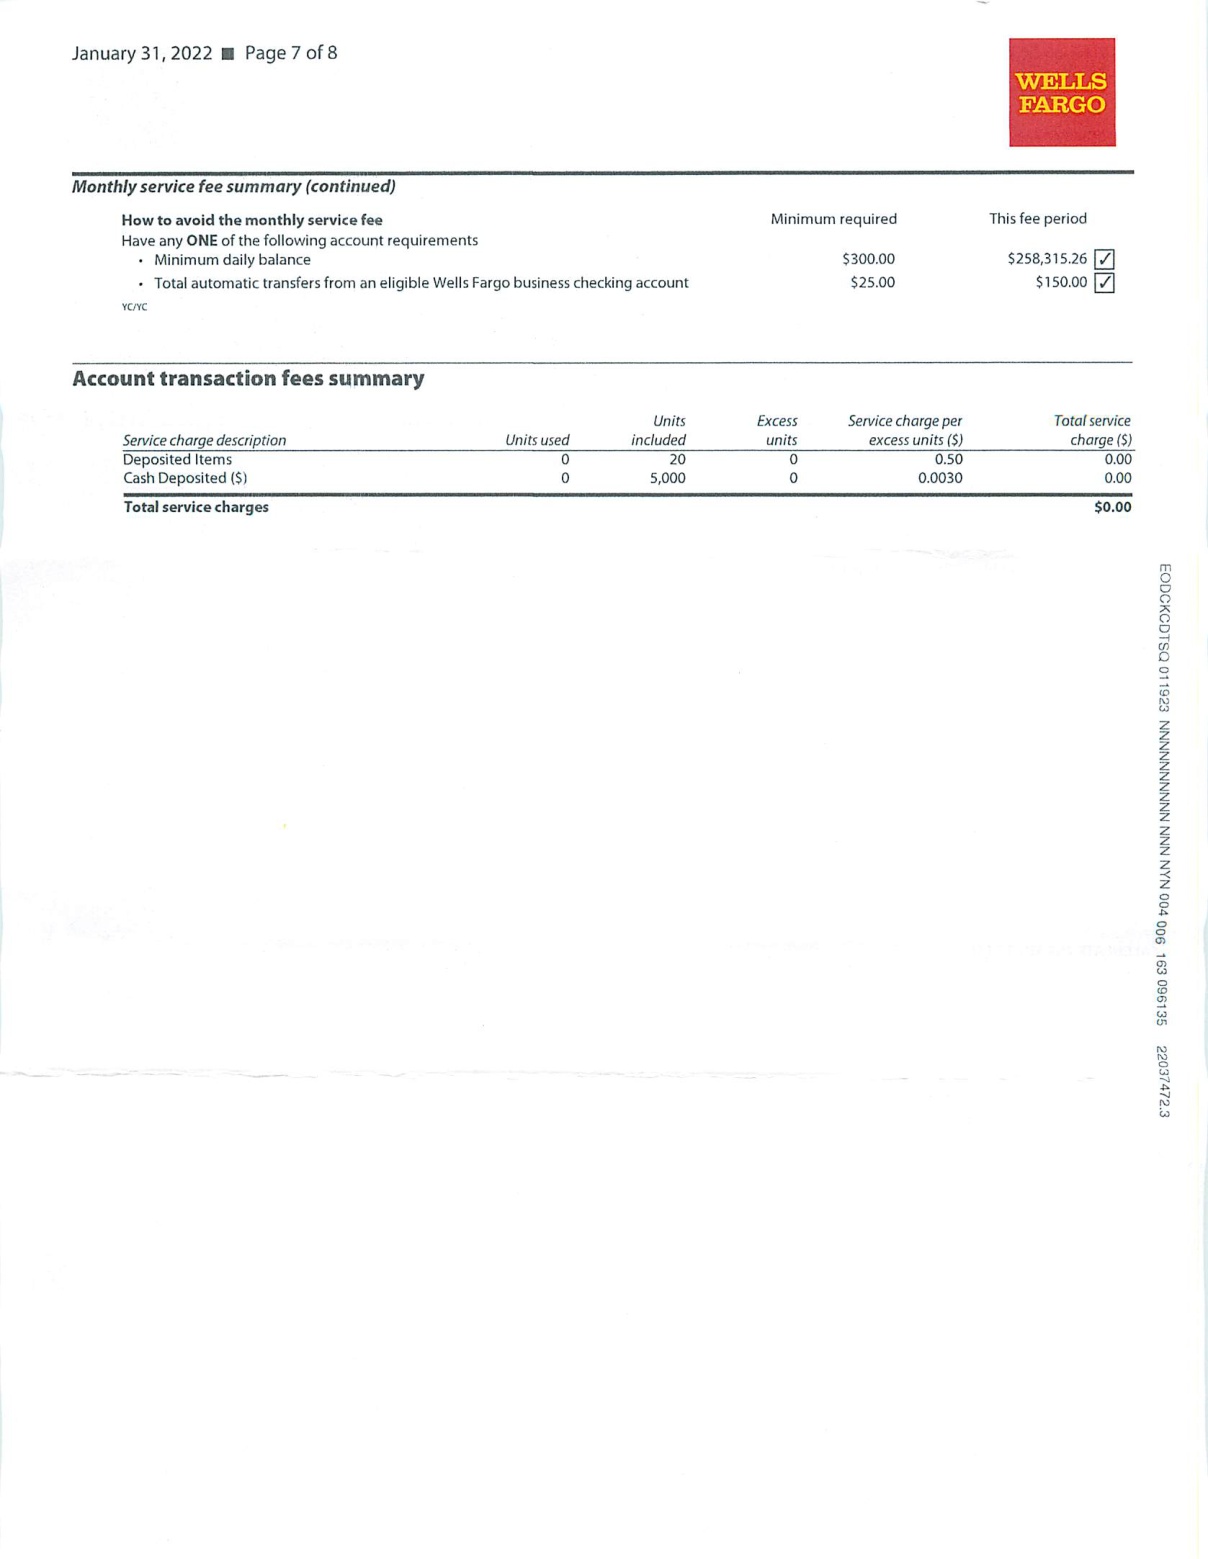 January 31, 2022 ■ Page 7 of 8
WELLS
FARGO
Monthly service fee summary (continued)
How to avoid the monthly service fee Minimum required This fee period
Have any ONE of the following account requirements
• Minimum daily balance $300.00 $258,315.26 ✓
• Total automatic transfers from an eligible Wells Fargo business checking account $25.00 $150.00 ✓
YC/YC
Account transaction fees summary
Units Excess Service charge per Total service
Service charge description Units used included units excess units ($) charge ($)
Deposited Items 0 20 0 0.50 0.00
Cash Deposited ($) 0 5,000 0 0.0030 0.00
Total service charges $0.00
EODCKCDTSQ 011923 NNNNNNNNNN NNN NYN 004 006 163 096135 22037472.3